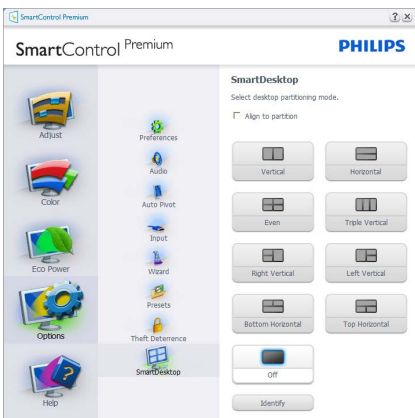 SmartControl Premium
? ×
SmartControl Premium
PHILIPS
Adjust
Color
Eco Power
Options
Help
Preferences
Audio
Auto Pivot
Input
Wizard
Presets
Theft Deterrence
SmartDesktop
SmartDesktop
Select desktop partitioning mode.
Align to partition
Vertical
Horizontal
Even
Triple Vertical
Right Vertical
Left Vertical
Bottom Horizontal
Top Horizontal
Off
Identify